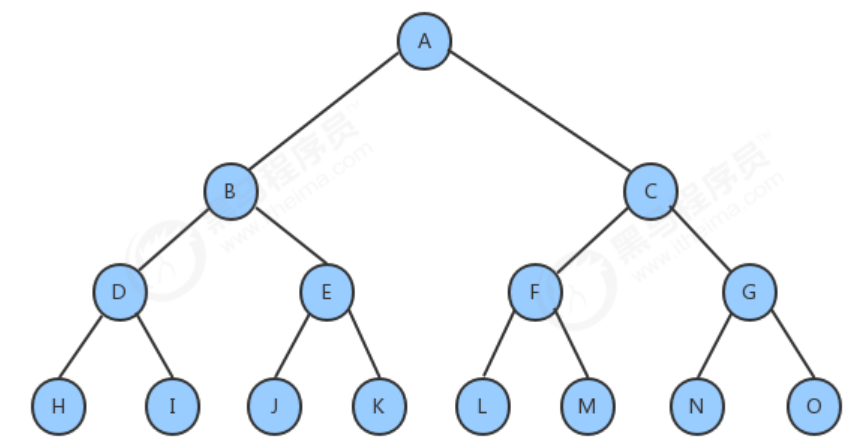 A
B
C
D
E
F
G
H
I
J
K
L
M
N
O
黑马程序员
www.itheima.com
黑马程序员
www.itheima.com